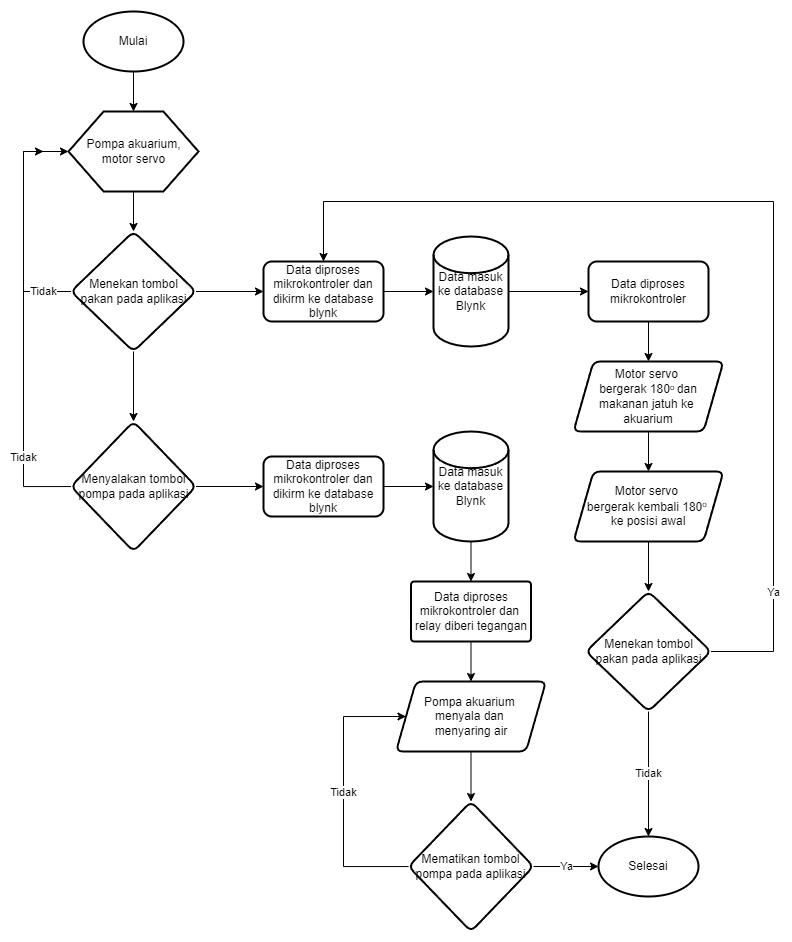 Mulai
Pompa akuarium,
motor servo
Menekan tombol
pakan pada aplikasi
Tidak
Data diproses
mikrokontroler dan
dikirm ke database
blynk
Data masuk
ke database
Blynk
Data diproses
mikrokontroler
Motor servo
bergerak 180º dan
makanan jatuh ke
akuarium
Tidak
Menyalakan tombol
pompa pada aplikasi
Data diproses
mikrokontroler dan
dikirm ke database
blynk
Data masuk
ke database
Blynk
Motor servo
bergerak kembali 180º
ke posisi awal
Ya
Data diproses
mikrokontroler dan
relay diberi tegangan
Menekan tombol
pakan pada aplikasi
Pompa akuarium
menyala dan
menyaring air
Tidak
Tidak
Mematikan tombol
pompa pada aplikasi
Ya
Selesai